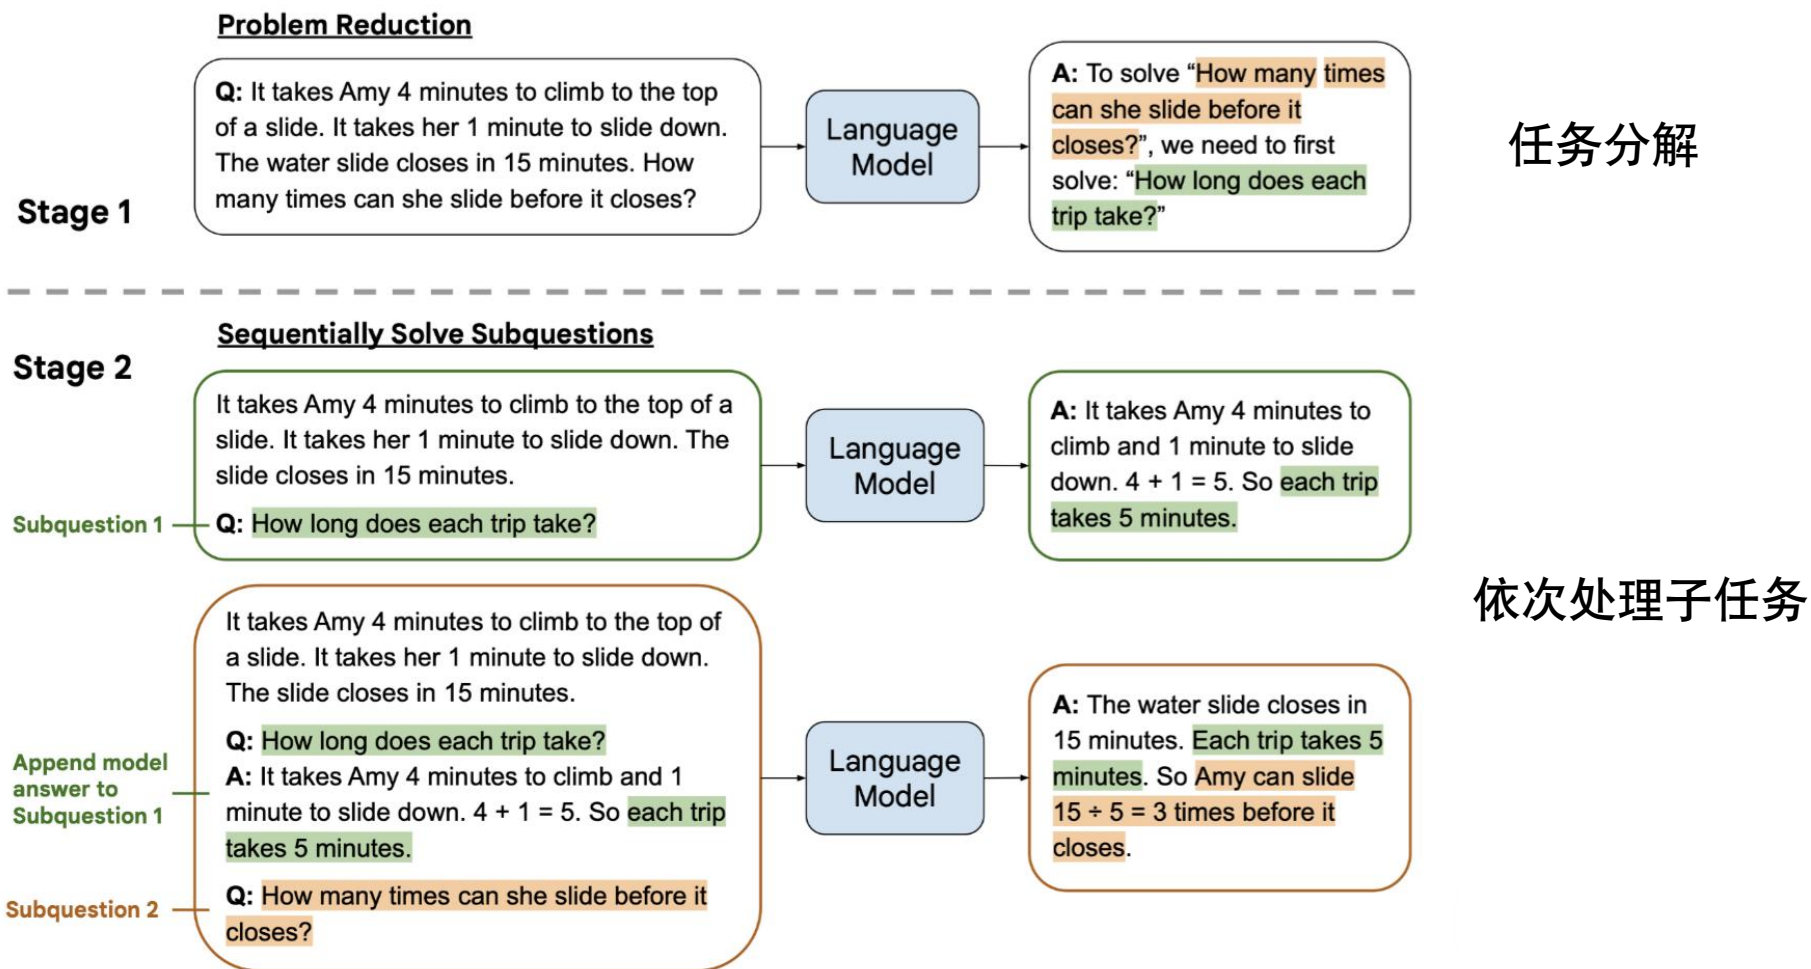 Problem Reduction
Stage 1
Q: It takes Amy 4 minutes to climb to the top
of a slide. It takes her 1 minute to slide down.
The water slide closes in 15 minutes. How
many times can she slide before it closes?
Language
Model
A: To solve “How many times
can she slide before it
closes?”, we need to first
solve: “How long does each
trip take?”
任务分解
Sequentially Solve Subquestions
Stage 2
It takes Amy 4 minutes to climb to the top of a
slide. It takes her 1 minute to slide down. The
slide closes in 15 minutes.
Subquestion 1
Q: How long does each trip take?
Language
Model
A: It takes Amy 4 minutes to
climb and 1 minute to slide
down. 4 + 1 = 5. So each trip
takes 5 minutes.
依次处理子任务
It takes Amy 4 minutes to climb to the top of
a slide. It takes her 1 minute to slide down.
The slide closes in 15 minutes.
Q: How long does each trip take?
Append model
answer to
Subquestion 1
A: It takes Amy 4 minutes to climb and 1
minute to slide down. 4 + 1 = 5. So each trip
takes 5 minutes.
Subquestion 2
Q: How many times can she slide before it
closes?
Language
Model
A: The water slide closes in
15 minutes. Each trip takes 5
minutes. So Amy can slide
15 ÷ 5 = 3 times before it
closes.